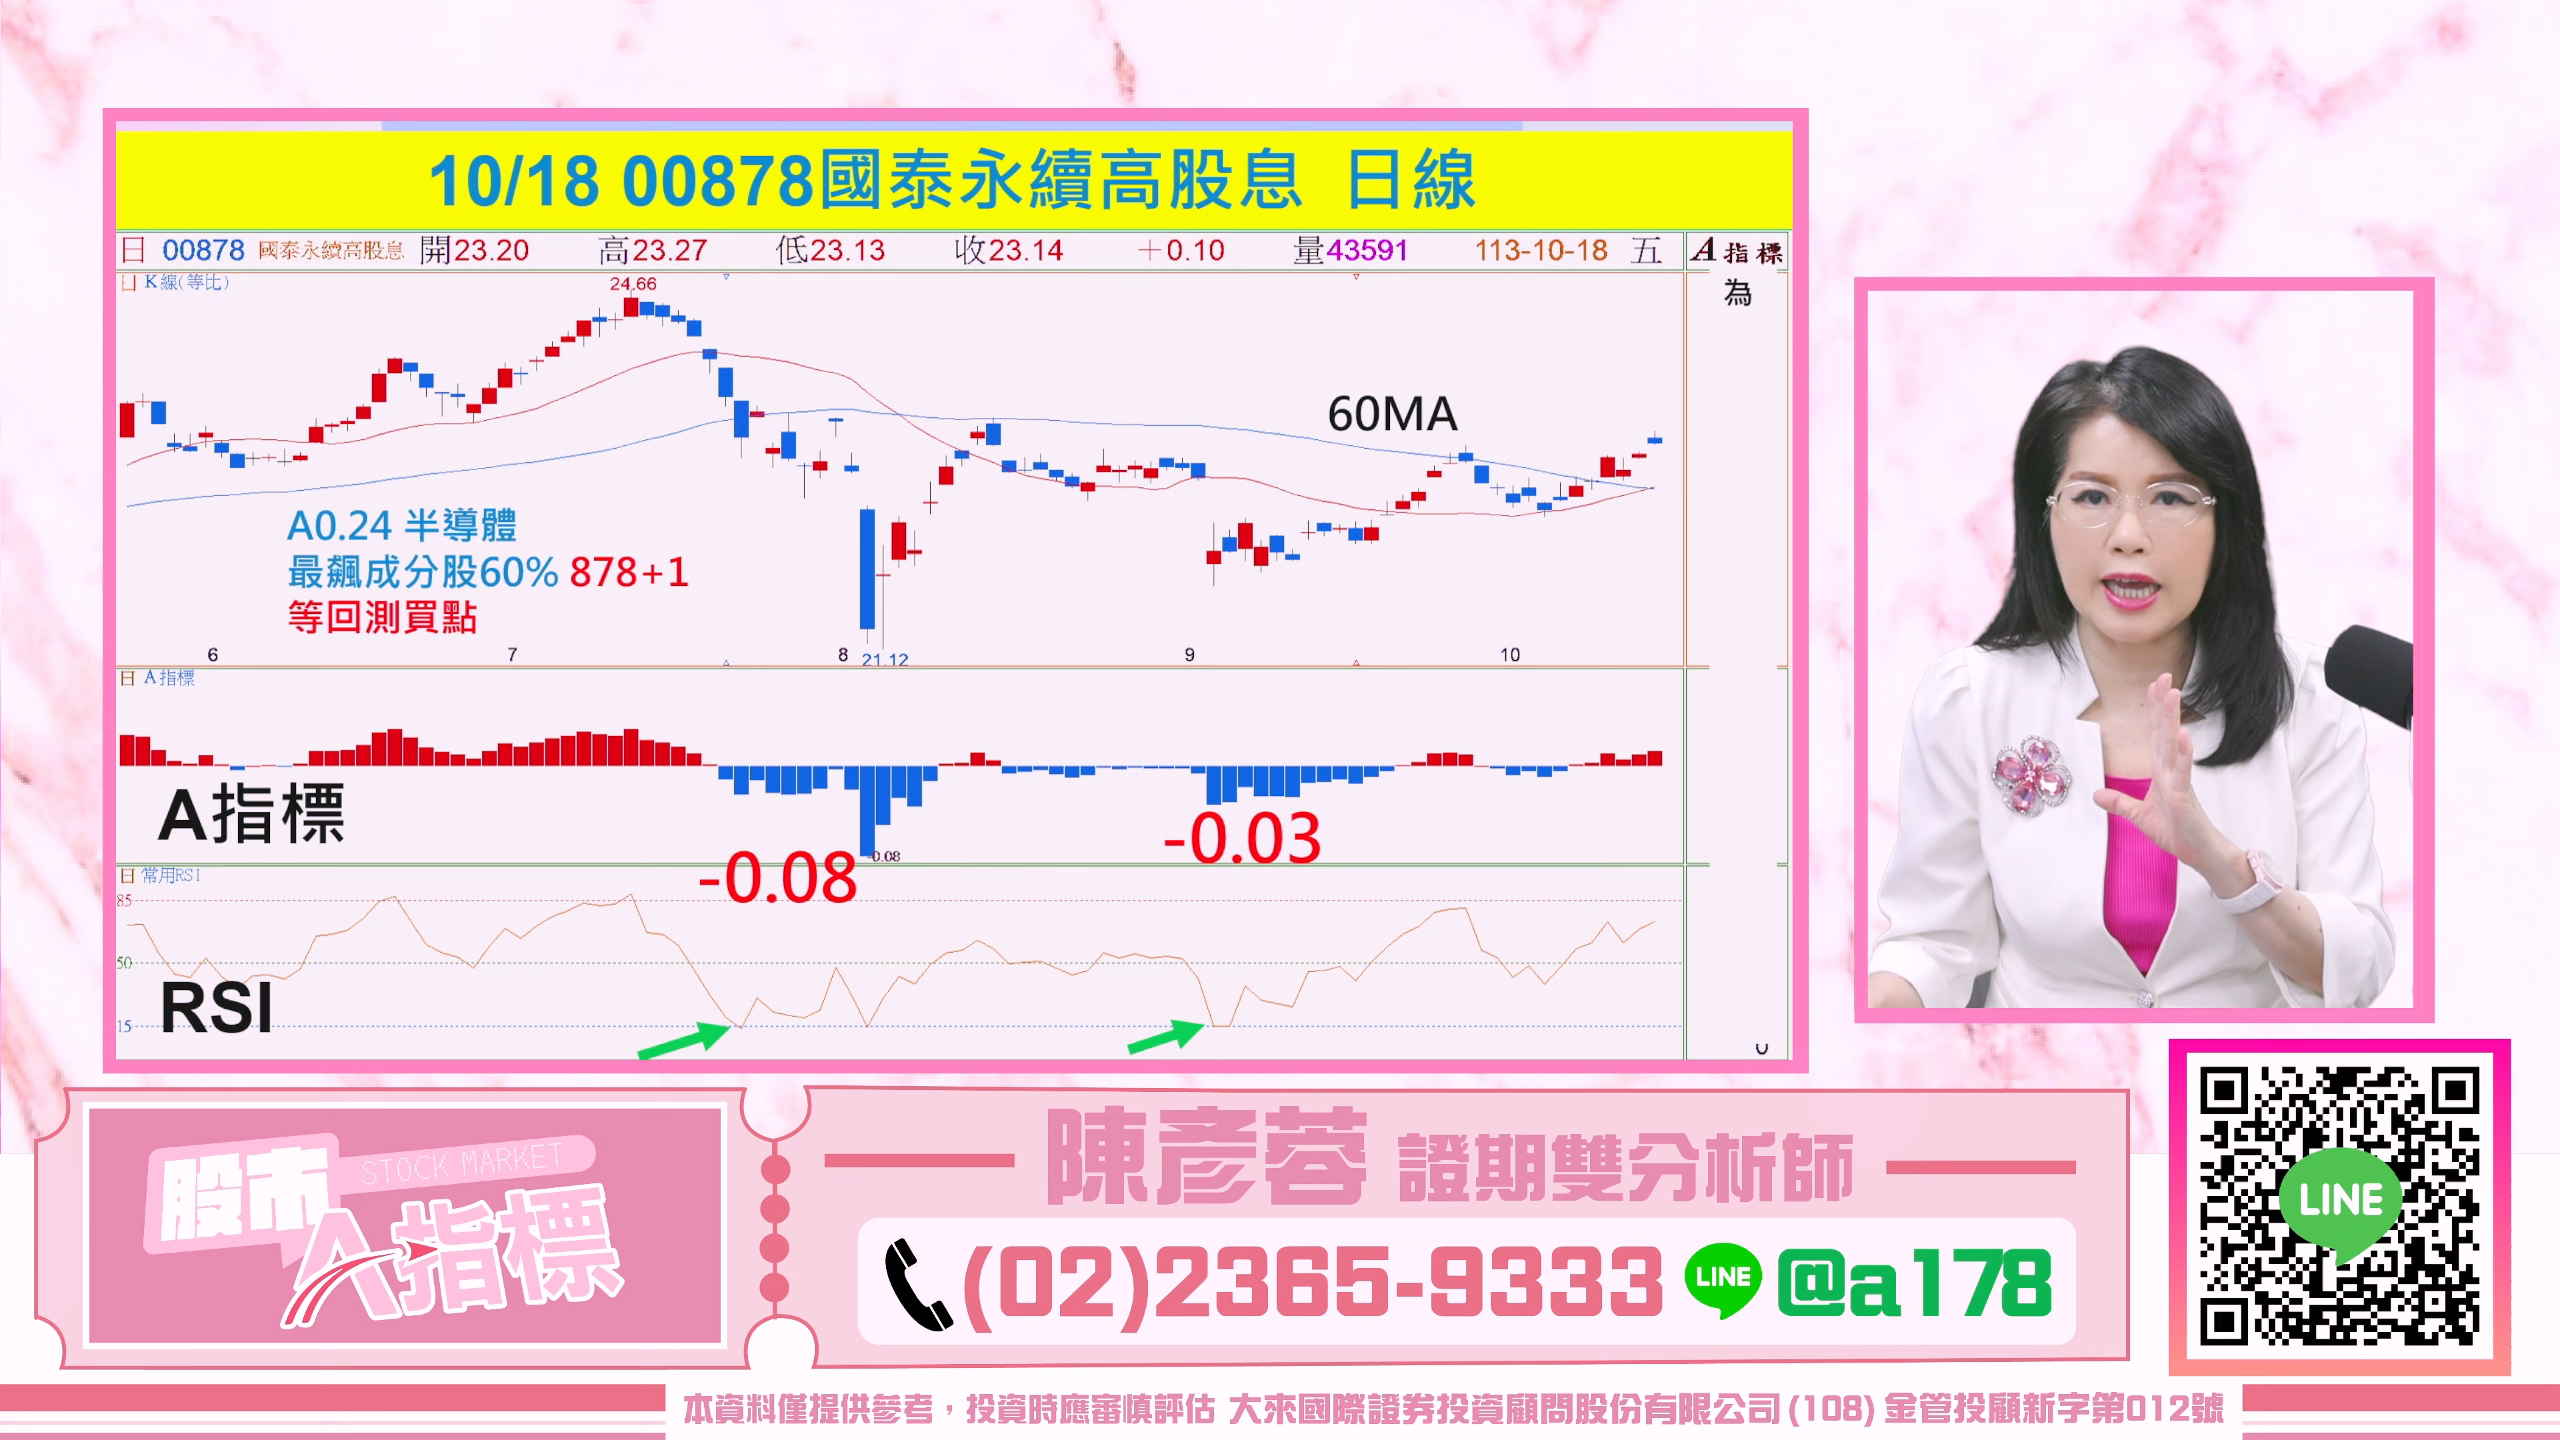 10/18 00878國泰永續高股息 日線
日 00878 國泰永續高股息 開23.20 高23.27 低23.13 收23.14 +0.10 量43591 113-10-18 五 A指標
為
日 K線(等比)
24.66
60MA
A0.24 半導體
最飆成分股60% 878+1
等回測買點
21.12
6 7 8 9 10
日 A指標
A指標
-0.03
-0.08
-0.08
日 常用RSI
85
50
RSI
15
股市
STOCK MARKET
A指標
陳彥蓉 證期雙分析師
(02)2365-9333 LINE @a178
LINE
本資料僅提供參考，投資時應審慎評估 大來國際證券投資顧問股份有限公司 (108) 金管投顧新字第012號